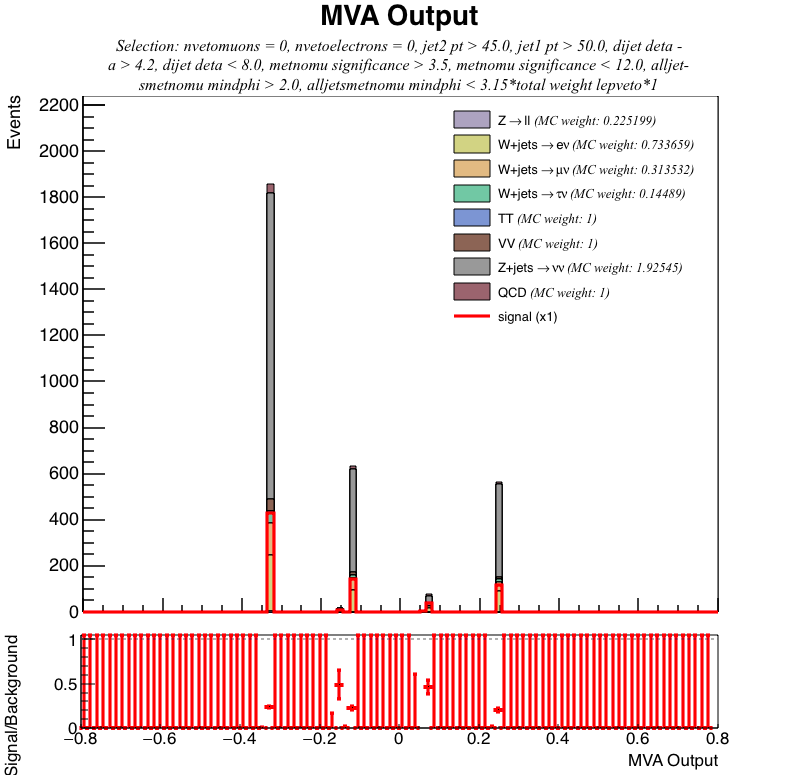 MVA Output
Selection: nvetomuons = 0, nvetoelectrons = 0, jet2 pt > 45.0, jet1 pt > 50.0, dijet deta -
a > 4.2, dijet deta < 8.0, metnomu significance > 3.5, metnomu significance < 12.0, alljet-
smetnomu mindphi > 2.0, alljetsmetnomu mindphi < 3.15*total weight lepveto*1
Events
2200
2000
1800
1600
1400
1200
1000
800
600
400
200
0
Z→ll (MC weight: 0.225199)
W+jets→eν (MC weight: 0.733659)
W+jets→μν (MC weight: 0.313532)
W+jets→τν (MC weight: 0.14489)
TT (MC weight: 1)
VV (MC weight: 1)
Z+jets→νν (MC weight: 1.92545)
QCD (MC weight: 1)
signal (x1)
Signal/Background
1
0.5
0
−0.8 −0.6 −0.4 −0.2 0 0.2 0.4 0.6 0.8
MVA Output